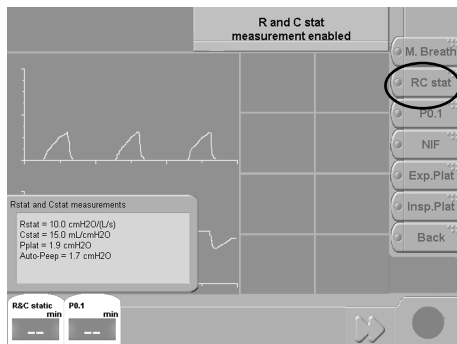 R and C stat
measurement enabled
M. Breath
RC stat
P0.1
NIF
Exp.Plat
Insp.Plat
Back
Rstat and Cstat measurements
Rstat = 10.0 cmH2O/(L/s)
Cstat = 15.0 mL/cmH2O
Pplat = 1.9 cmH2O
Auto-Peep = 1.7 cmH2O
R&C static
min
--
P0.1
min
--